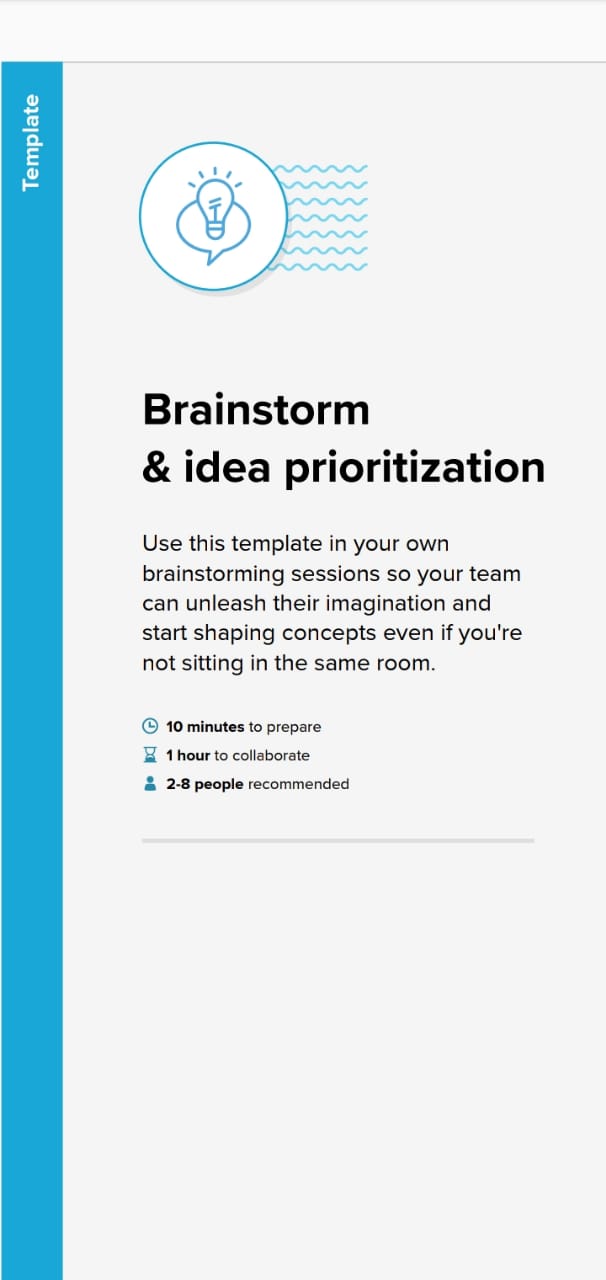 Template
Brainstorm
& idea prioritization
Use this template in your own
brainstorming sessions so your team
can unleash their imagination and
start shaping concepts even if you're
not sitting in the same room.
10 minutes to prepare
1 hour to collaborate
2-8 people recommended